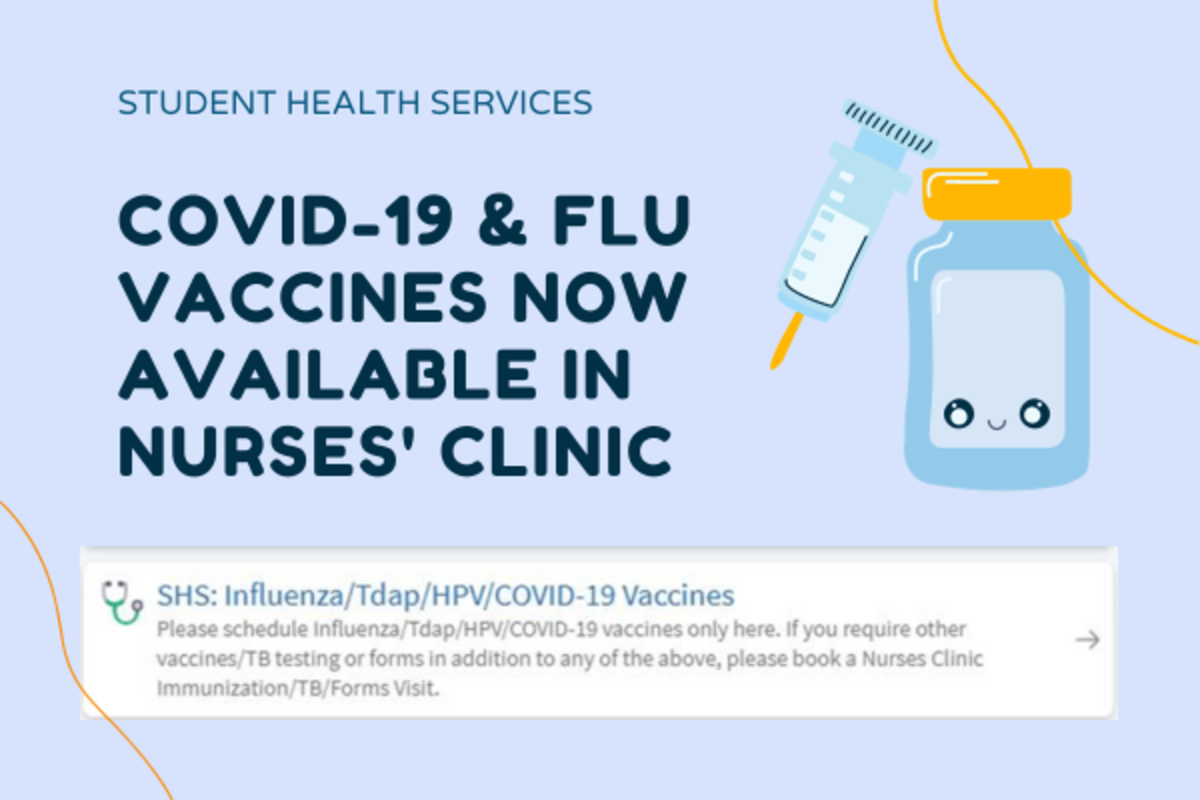 STUDENT HEALTH SERVICES
COVID-19 & FLU
VACCINES NOW
AVAILABLE IN
NURSES' CLINIC
SHS: Influenza/Tdap/HPV/COVID-19 Vaccines
Please schedule Influenza/Tdap/HPV/COVID-19 vaccines only here. If you require other
vaccines/TB testing or forms in addition to any of the above, please book a Nurses Clinic
Immunization/TB/Forms Visit.